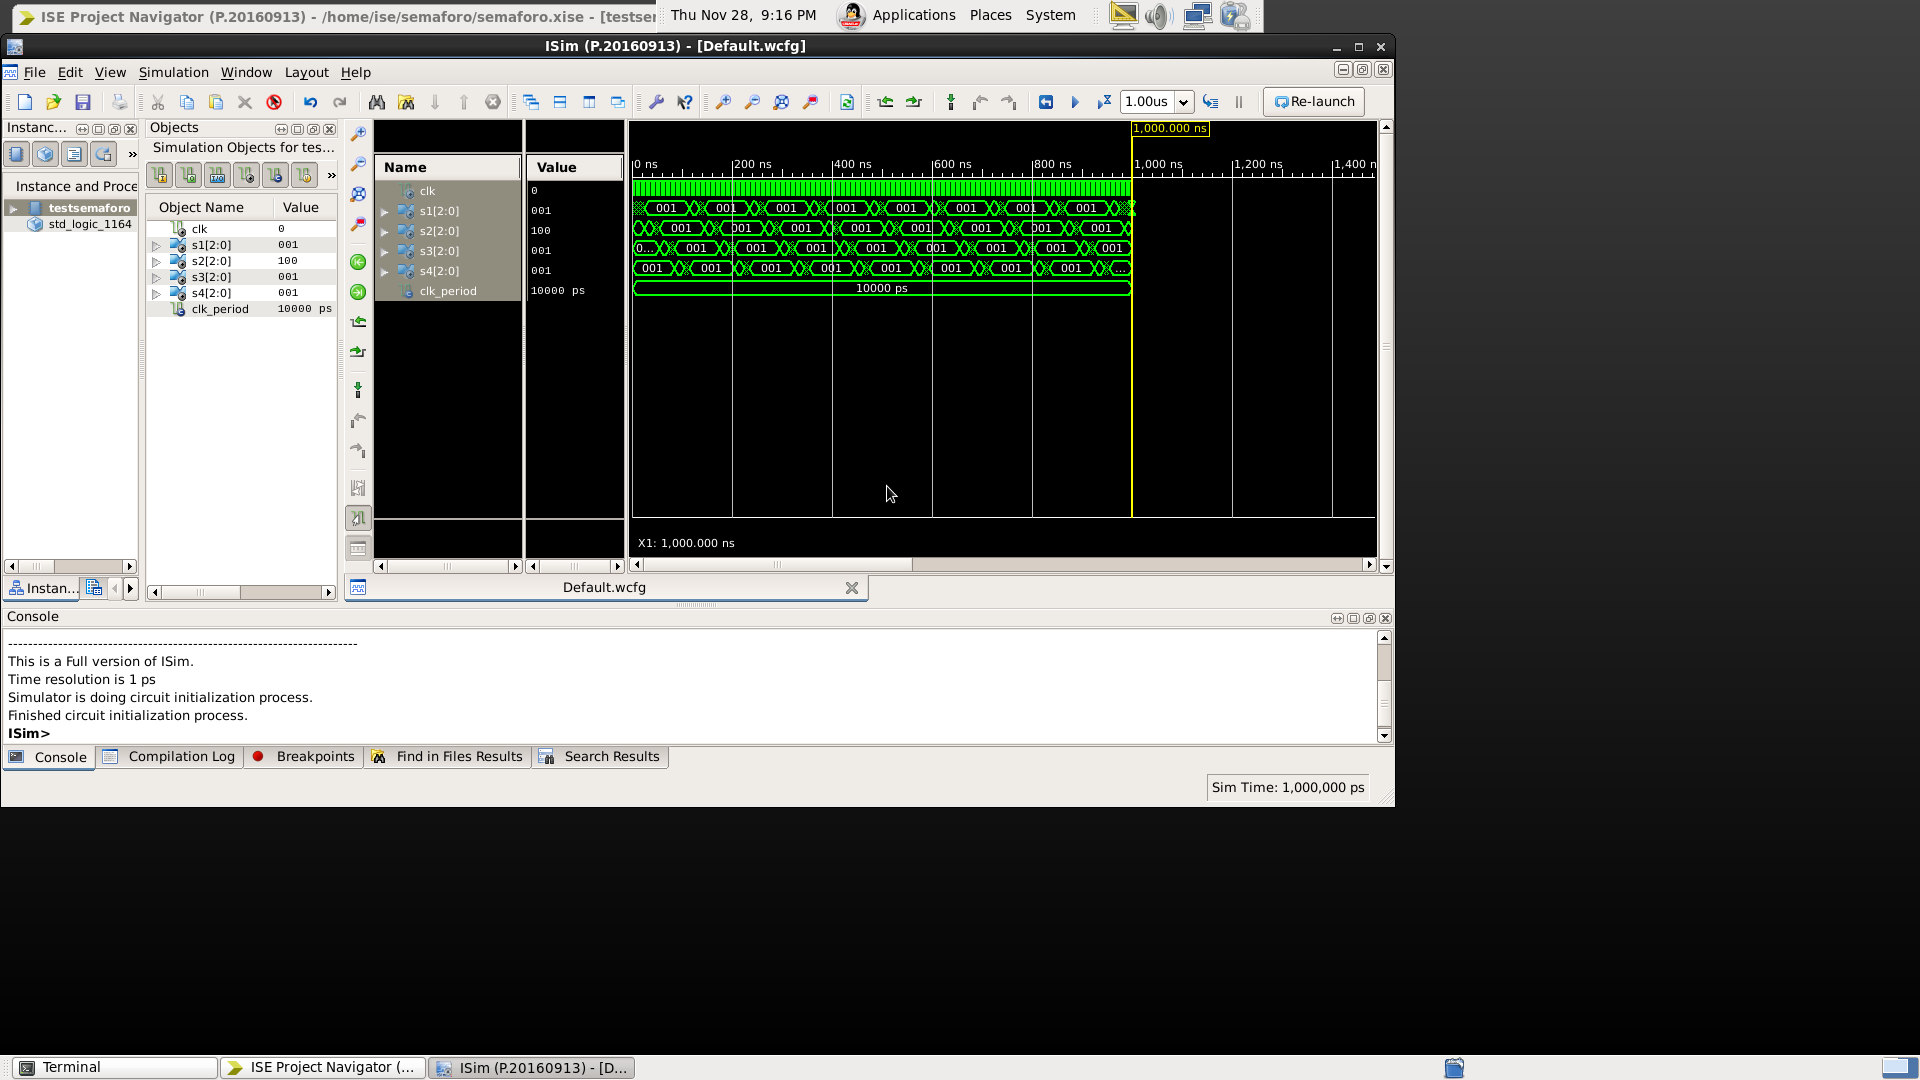 ISE Project Navigator (P.20160913) - /home/ise/semaforo/semaforo.xise - [testser
Thu Nov 28, 9:16 PM
Applications Places System
ISim (P.20160913) - [Default.wcfg]
File Edit View Simulation Window Layout Help
1.00us
Re-launch
Instanc...
Instance and Proce
testsemaforo
std_logic_1164
Instan...
Objects
Simulation Objects for tes...
»
»
Object Name Value
clk 0
s1[2:0] 001
s2[2:0] 100
s3[2:0] 001
s4[2:0] 001
clk_period 10000 ps
Name Value
clk 0
s1[2:0] 001
s2[2:0] 100
s3[2:0] 001
s4[2:0] 001
clk_period 10000 ps
1,000.000 ns
0 ns 200 ns 400 ns 600 ns 800 ns 1,000 ns 1,200 ns 1,400 n
001 001 001 001 001 001 001 001
001 001 001 001 001 001 001 001
0... 001 001 001 001 001 001 001 001
001 001 001 001 001 001 001 001 ...
10000 ps
X1: 1,000.000 ns
Default.wcfg
Console
This is a Full version of ISim.
Time resolution is 1 ps
Simulator is doing circuit initialization process.
Finished circuit initialization process.
ISim>
Console Compilation Log Breakpoints Find in Files Results Search Results
Sim Time: 1,000,000 ps
Terminal
ISE Project Navigator (...
ISim (P.20160913) - [D...